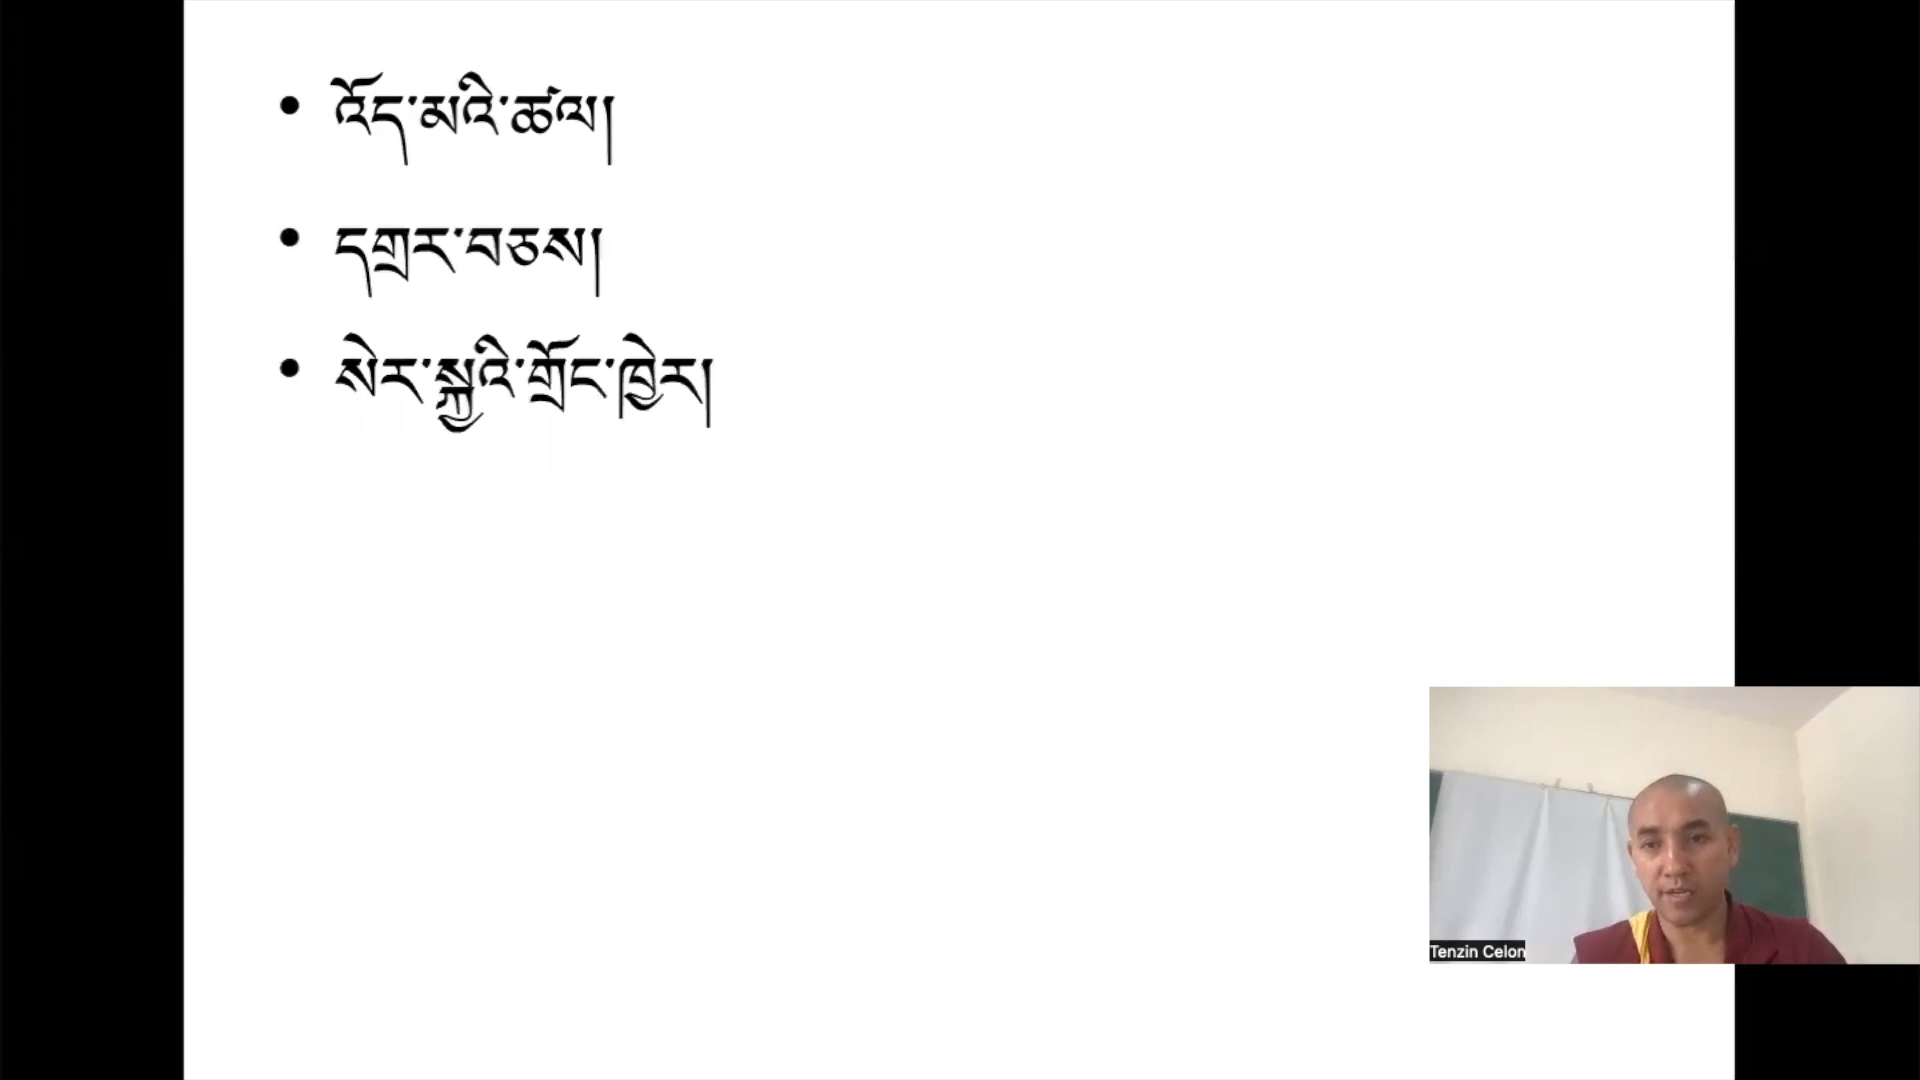 • འོད་མའི་ཚལ།
• དགྲར་བཅས།
• སེར་སྐྱའི་གྲོང་ཁྱེར།
Tenzin Celon